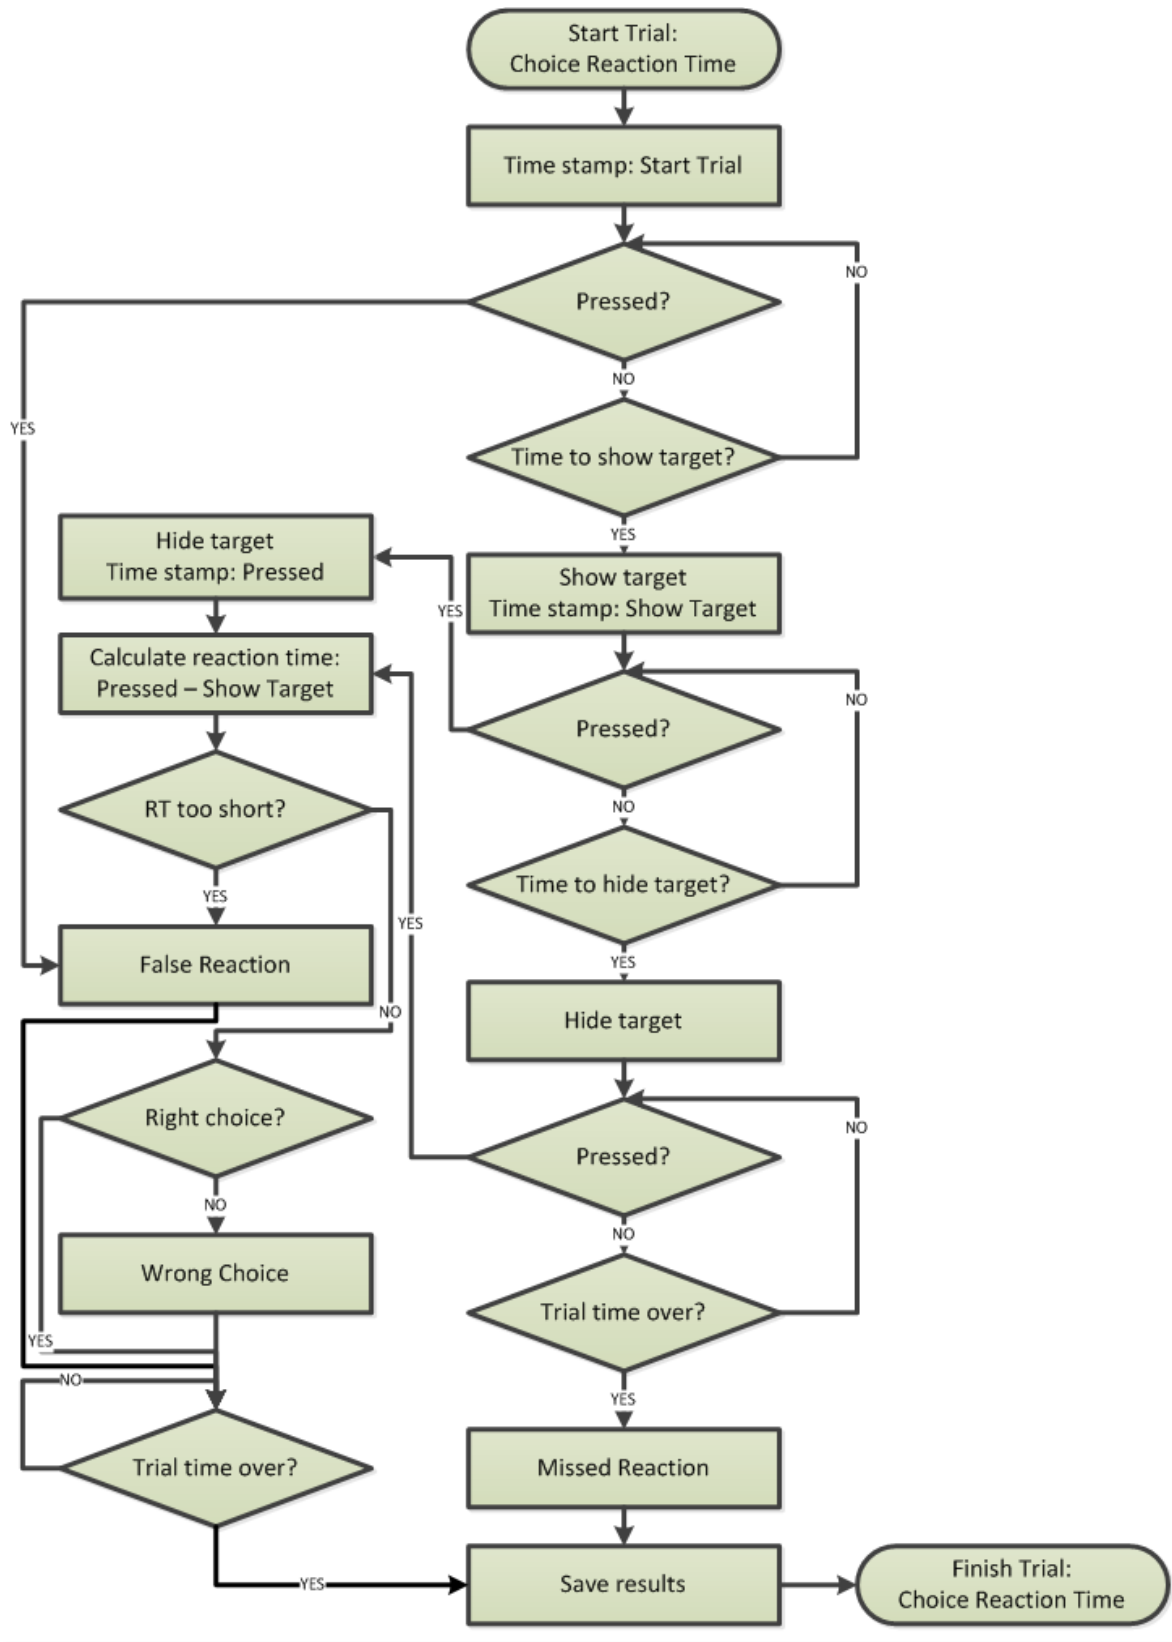 Start Trial:
Choice Reaction Time
Time stamp: Start Trial
NO
Pressed?
NO
YES
Time to show target?
YES
Hide target
Time stamp: Pressed
Show target
Time stamp: Show Target
YES
Calculate reaction time:
Pressed – Show Target
NO
Pressed?
RT too short?
NO
Time to hide target?
YES
YES
YES
False Reaction
NO
Hide target
Right choice?
NO
Pressed?
NO
NO
Wrong Choice
Trial time over?
YES
NO
YES
Trial time over?
Missed Reaction
YES
Save results
Finish Trial:
Choice Reaction Time